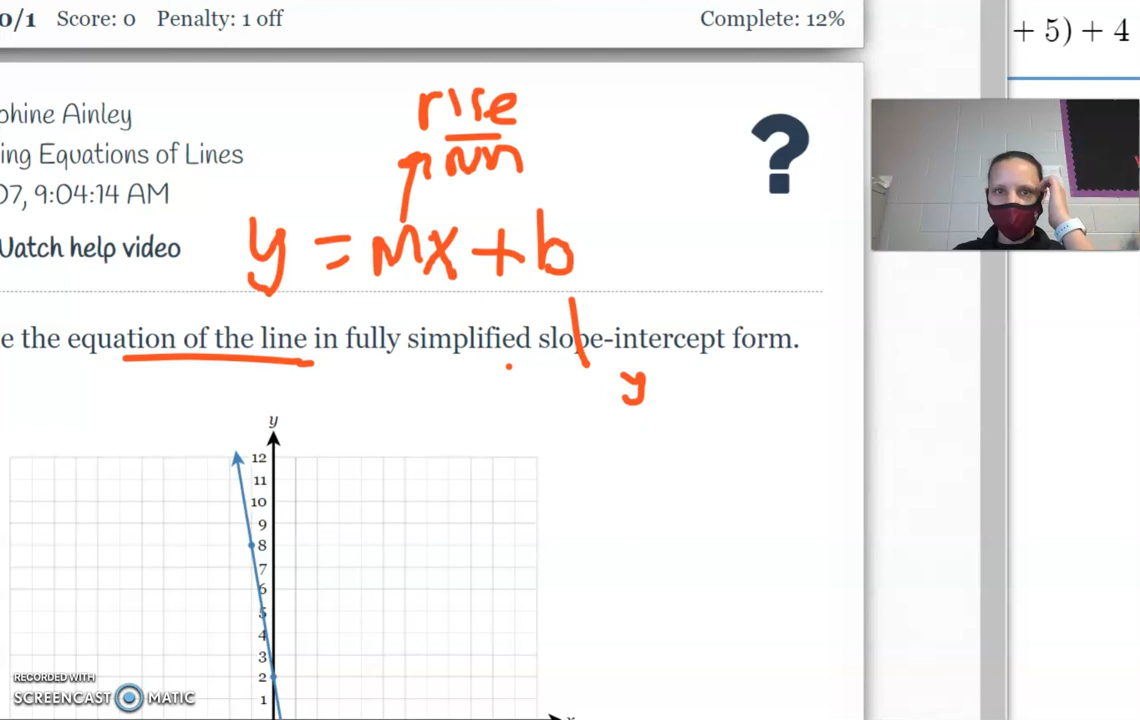 0/1 Score: 0 Penalty: 1 off Complete: 12%
+ 5) + 4
phine Ainley
ing Equations of Lines
07, 9:04:14 AM
Watch help video
?
rise
run
y = mx + b
e the equation of the line in fully simplified slope-intercept form.
y
y
12
11
10
9
8
7
6
5
4
3
2
1
x
RECORDED WITH
SCREENCAST MATIC